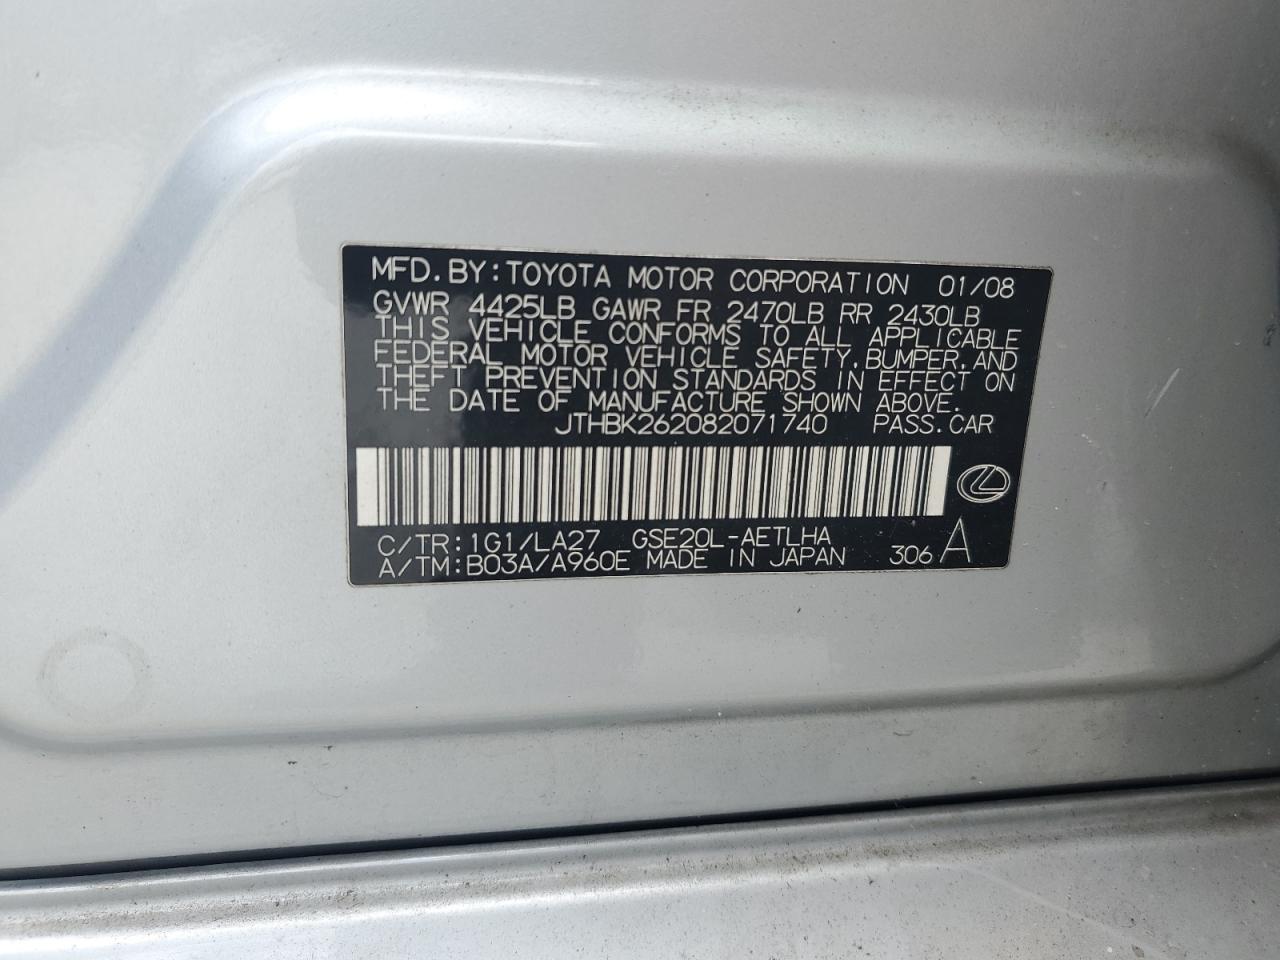 MFD.BY:TOYOTA MOTOR CORPORATION 01/08
GVWR 4425LB GAWR FR 2470LB RR 2430LB
THIS VEHICLE CONFORMS TO ALL APPLICABLE
FEDERAL MOTOR VEHICLE SAFETY,BUMPER,AND
THEFT PREVENTION STANDARDS IN EFFECT ON
THE DATE OF MANUFACTURE SHOWN ABOVE.
JTHBK262082071740 PASS.CAR
C/TR:1G1/LA27 GSE20L-AETLHA
A/TM:B03A/A960E MADE IN JAPAN 306 A